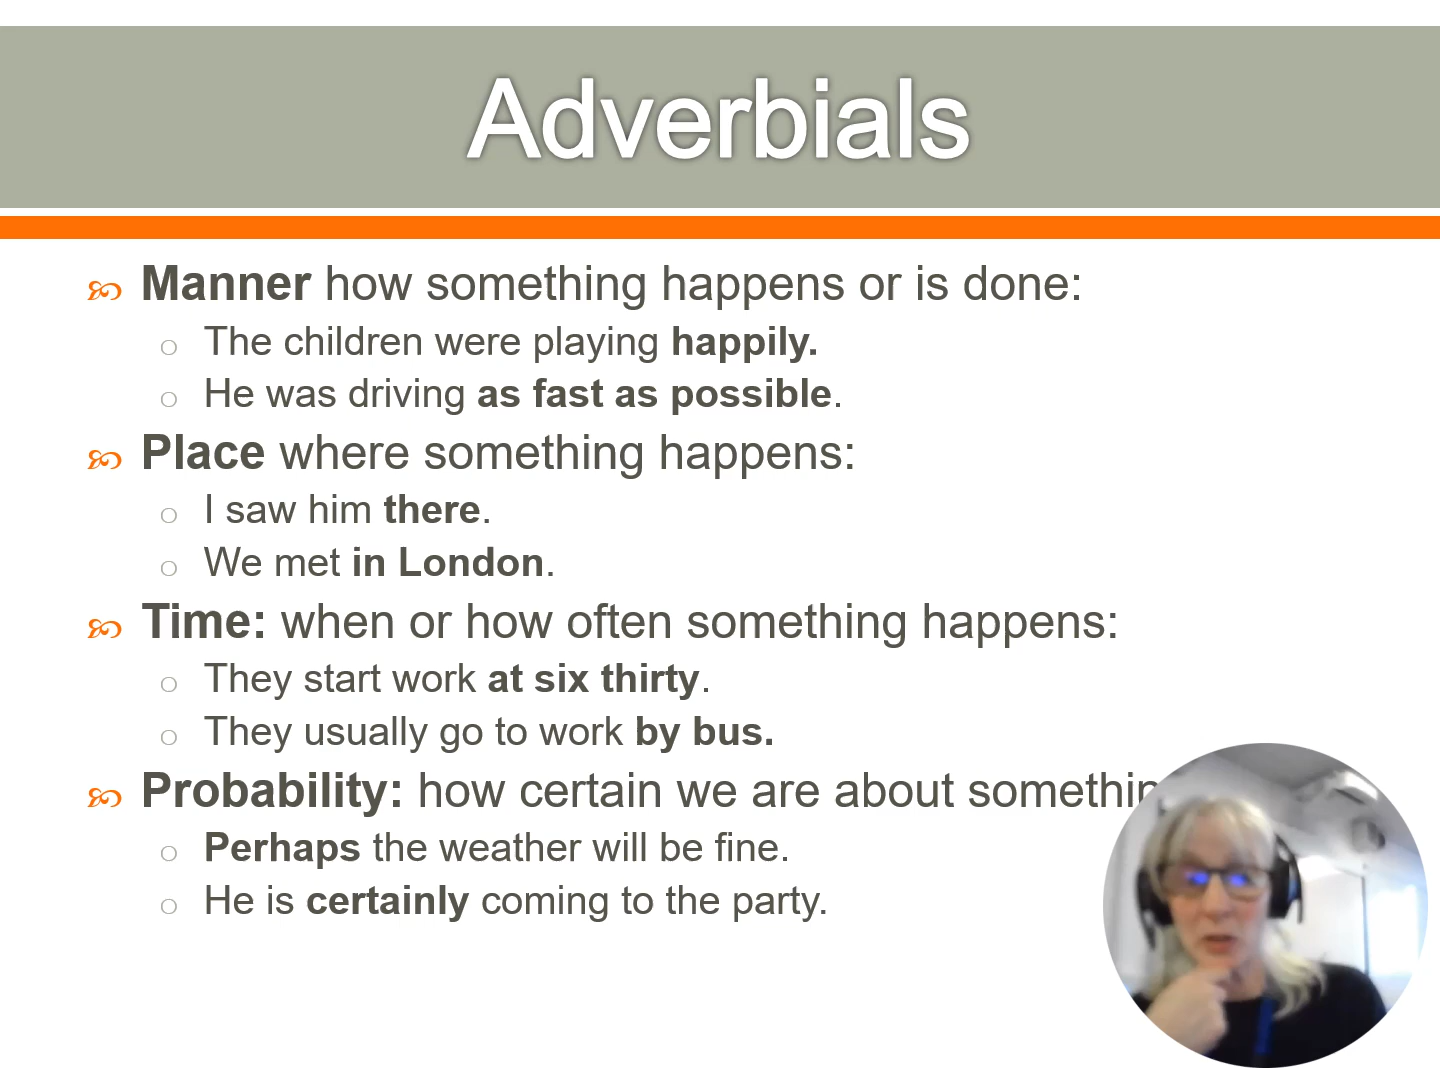 Adverbials
Manner how something happens or is done:
The children were playing happily.
He was driving as fast as possible.
Place where something happens:
I saw him there.
We met in London.
Time: when or how often something happens:
They start work at six thirty.
They usually go to work by bus.
Probability: how certain we are about somethin
Perhaps the weather will be fine.
He is certainly coming to the party.